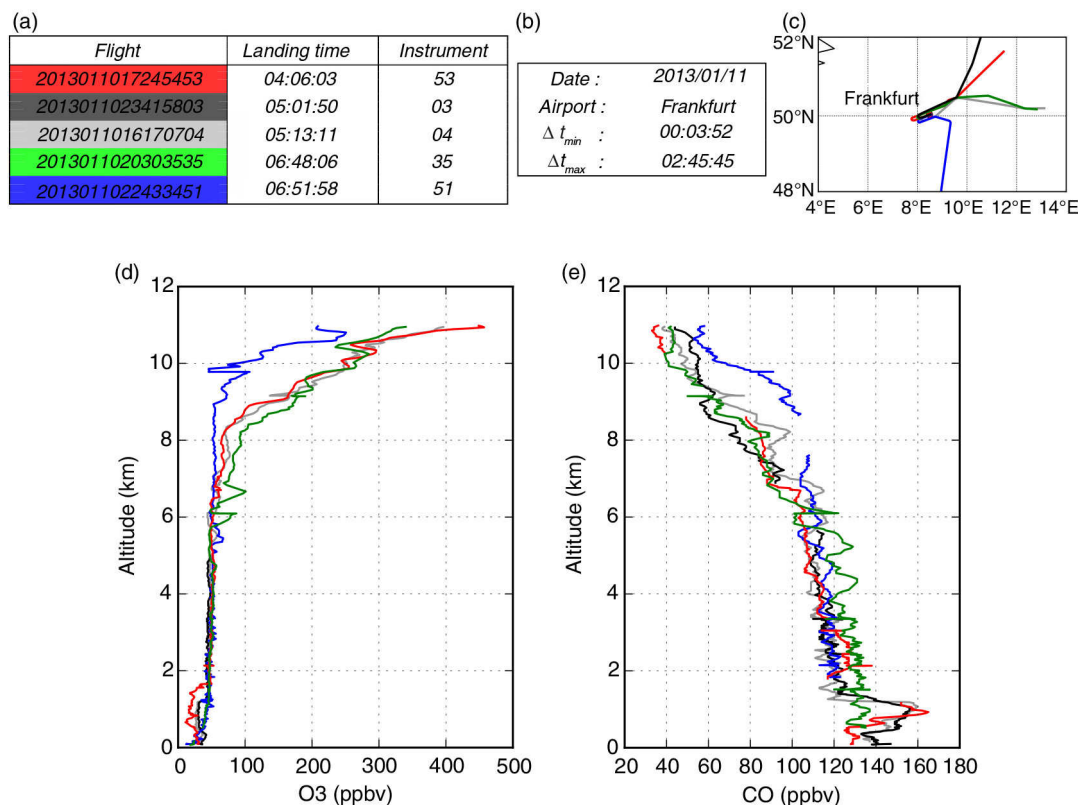 (a)
Flight Landing time Instrument
2013011017245453 04:06:03 53
2013011023415803 05:01:50 03
2013011016170704 05:13:11 04
2013011020303535 06:48:06 35
2013011022433451 06:51:58 51
(b)
Date : 2013/01/11
Airport : Frankfurt
Δ tmin : 00:03:52
Δtmax : 02:45:45
(c)
52°N
Frankfurt
50°N
48°N
4°E 6°E 8°E 10°E 12°E 14°E
(d)
12
10
8
6
4
2
0
Altitude (km)
0 100 200 300 400 500
O3 (ppbv)
(e)
12
10
8
6
4
2
0
Altitude (km)
20 40 60 80 100 120 140 160 180
CO (ppbv)